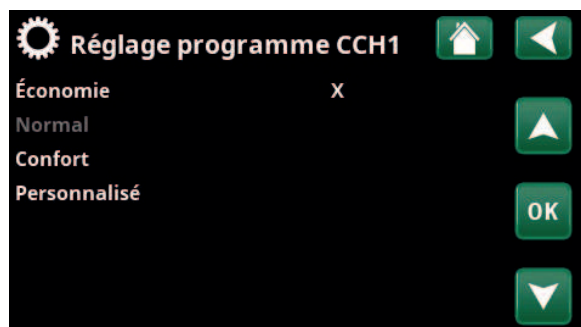 Réglage programme CCH1
Économie X
Normal
Confort
Personnalisé
OK